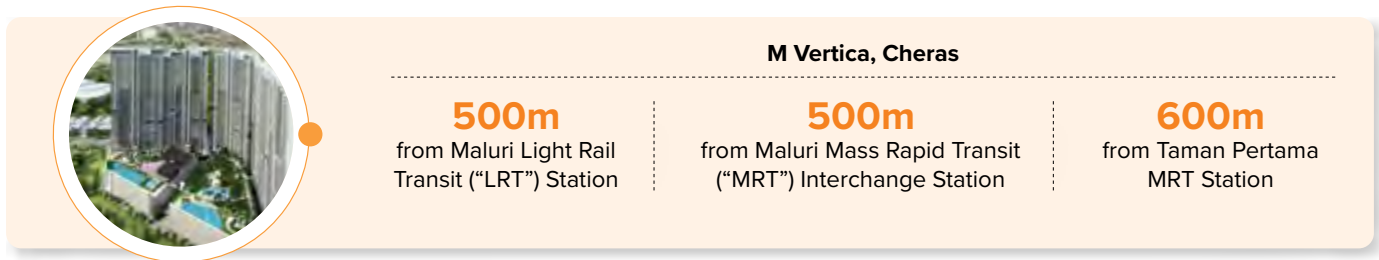 M Vertica, Cheras
500m
from Maluri Light Rail
Transit (“LRT”) Station
500m
from Maluri Mass Rapid Transit
(“MRT”) Interchange Station
600m
from Taman Pertama
MRT Station